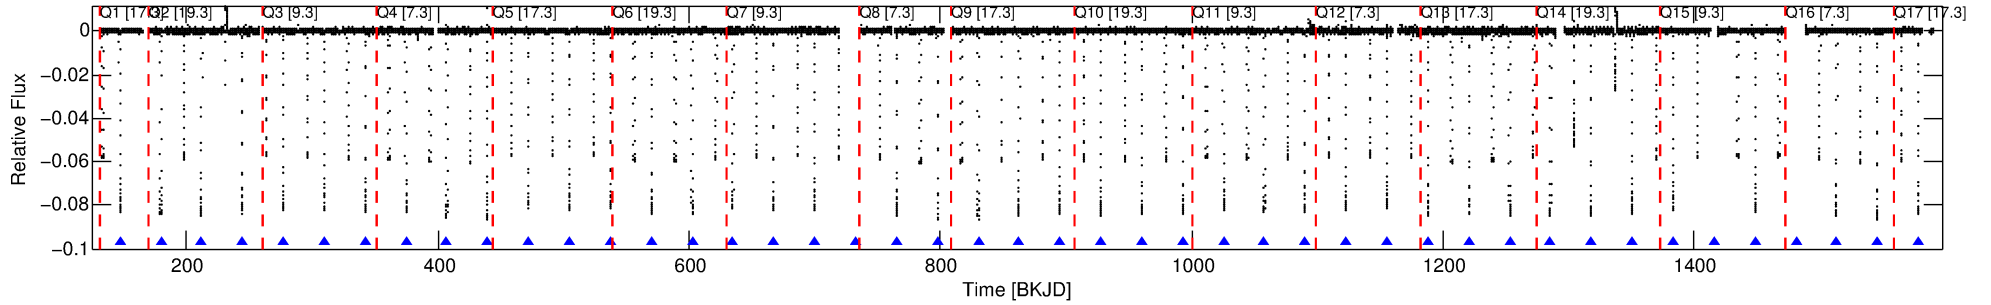 Q1 [17.3] Q2 [19.3] Q3 [9.3] Q4 [7.3] Q5 [17.3] Q6 [19.3] Q7 [9.3] Q8 [7.3] Q9 [17.3] Q10 [19.3] Q11 [9.3] Q12 [7.3] Q13 [17.3] Q14 [19.3] Q15 [9.3] Q16 [7.3] Q17 [17.3]
0
−0.02
−0.04
−0.06
−0.08
−0.1
Relative Flux
200 400 600 800 1000 1200 1400
Time [BKJD]